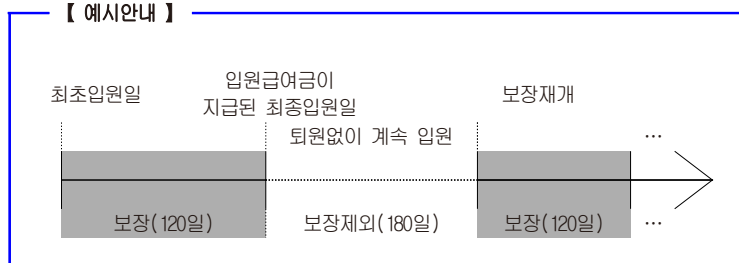 【 예시안내 】
최초입원일
입원급여금이
지급된 최종입원일
보장재개
퇴원없이 계속 입원
…
보장(120일)
보장제외(180일)
보장(120일)
…